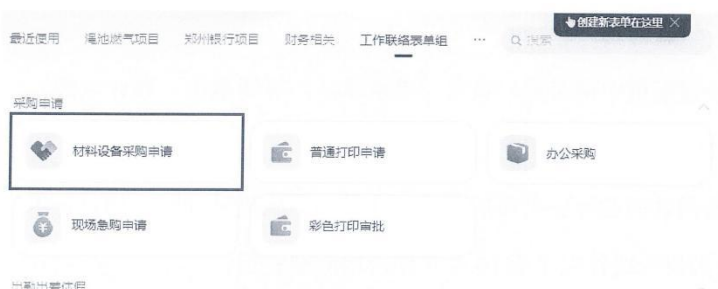 创建新表单在这里 ×
最近使用 渑池燃气项目 郑州银行项目 财务相关 工作联络表单组 ··· 搜索
采购申请
材料设备采购申请 普通打印申请 办公采购
现场急购申请 彩色打印审批